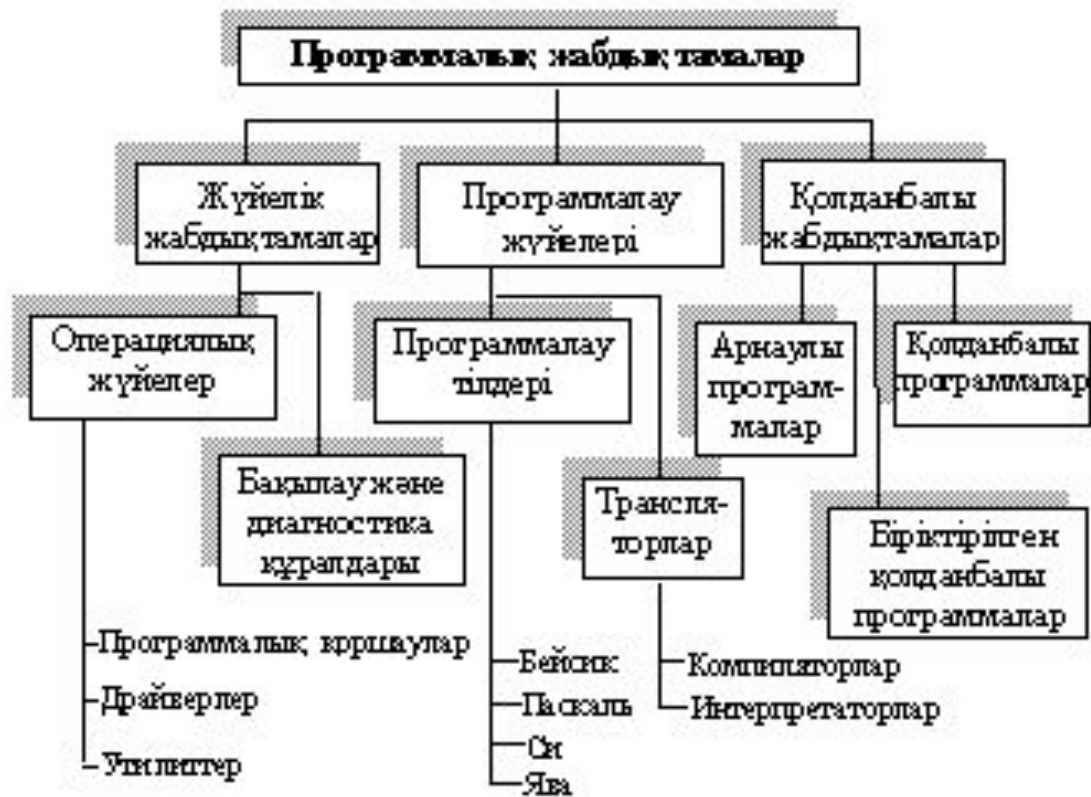 Программалық жабдықтамалар
Жүйелік
жабдықтамалар
Программалау
жүйелері
Қолданбалы
жабдықтамалар
Операциялық
жүйелер
Программалау
тілдері
Арнаулы
програм-
малар
Қолданбалы
программалар
Бақылау және
диагностика
құралдары
Трансля-
торлар
Біріктірілген
қолданбалы
программалар
Программалық қоршаулар
Драйверлер
Утилиттер
Бейсик
Паскаль
Си
Ява
Компиляторлар
Интерпретаторлар